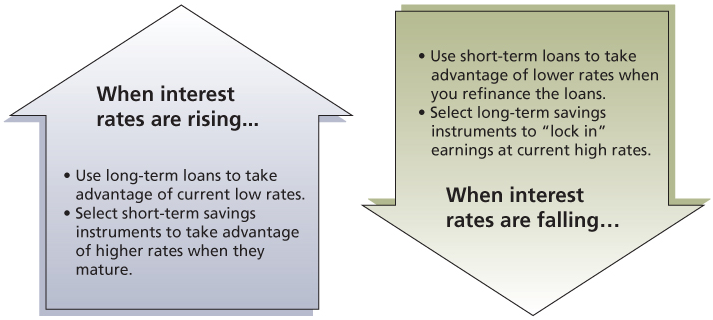 When interest
rates are rising...
• Use long-term loans to take
advantage of current low rates.
• Select short-term savings
instruments to take advantage
of higher rates when they
mature.
• Use short-term loans to take
advantage of lower rates when
you refinance the loans.
• Select long-term savings
instruments to “lock in”
earnings at current high rates.
When interest
rates are falling...